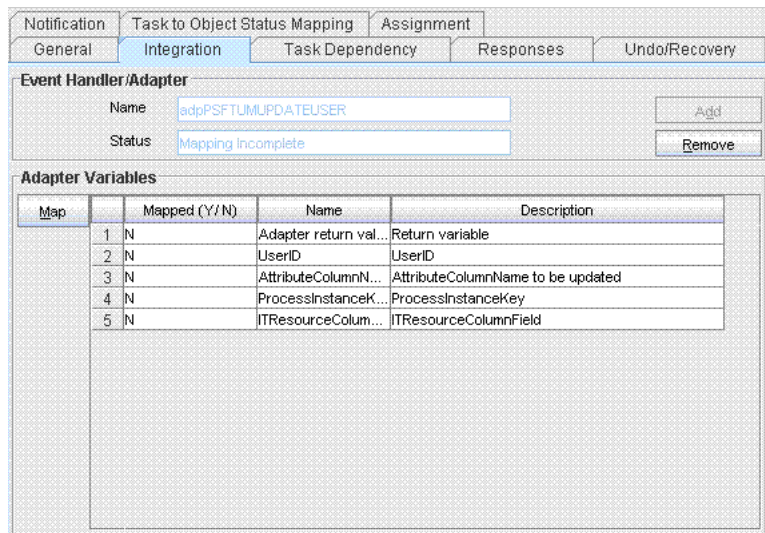 Notification Task to Object Status Mapping Assignment
General Integration Task Dependency Responses Undo/Recovery
Event Handler/Adapter
Name adpPSFTUMUPDATEUSER Add
Status Mapping Incomplete Remove
Adapter Variables
Map Mapped (Y/N) Name Description
1 N Adapter return val... Return variable
2 N UserID UserID
3 N AttributeColumnN... AttributeColumnName to be updated
4 N ProcessInstanceK... ProcessInstanceKey
5 N ITResourceColum... ITResourceColumnField